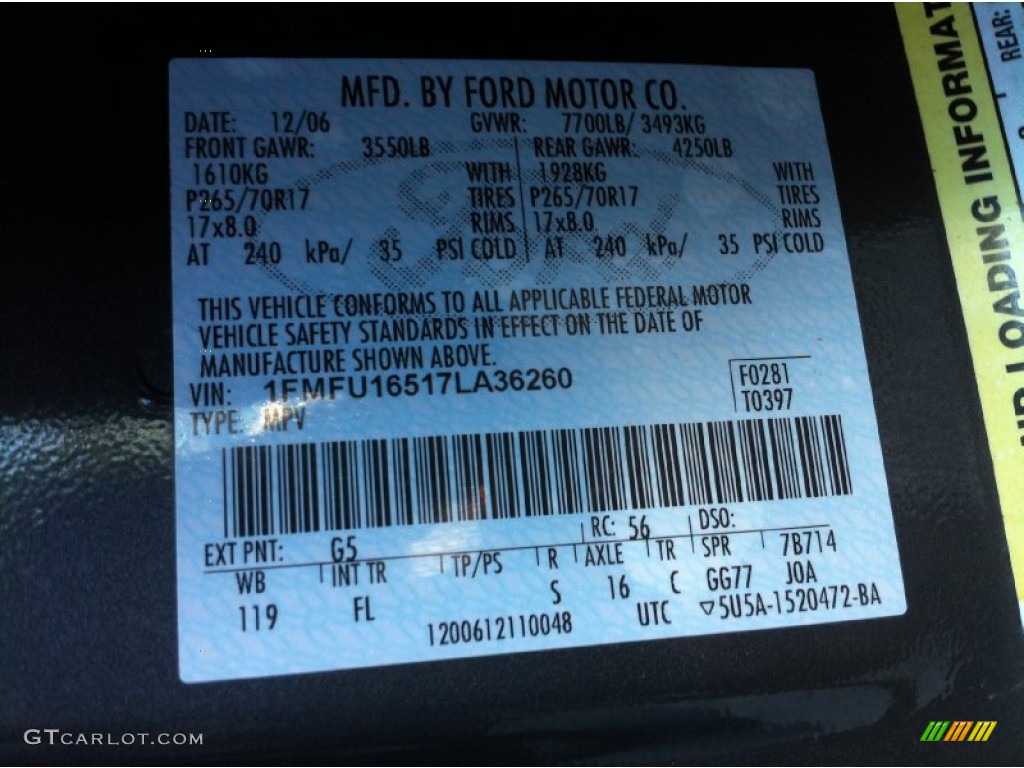 MFD. BY FORD MOTOR CO.
DATE: 12/06 GVWR: 7700LB/ 3493KG
FRONT GAWR: 3550LB REAR GAWR: 4250LB
1610KG WITH 1928KG WITH
P265/70R17 TIRES P265/70R17 TIRES
17x8.0 RIMS 17x8.0 RIMS
AT 240 kPa/ 35 PSI COLD AT 240 kPa/ 35 PSI COLD
THIS VEHICLE CONFORMS TO ALL APPLICABLE FEDERAL MOTOR
VEHICLE SAFETY STANDARDS IN EFFECT ON THE DATE OF
MANUFACTURE SHOWN ABOVE.
VIN: 1FMFU16517LA36260 F0281
TYPE: MPV T0397
EXT PNT: G5 RC: 56 DSO:
WB INT TR TP/PS R AXLE TR SPR 7B714
119 FL S 16 C GG77 J0A
1200612110048 UTC ▽5U5A-1520472-BA
Ford
LOADING INFORMAT
REAR:
GTCARLOT.COM